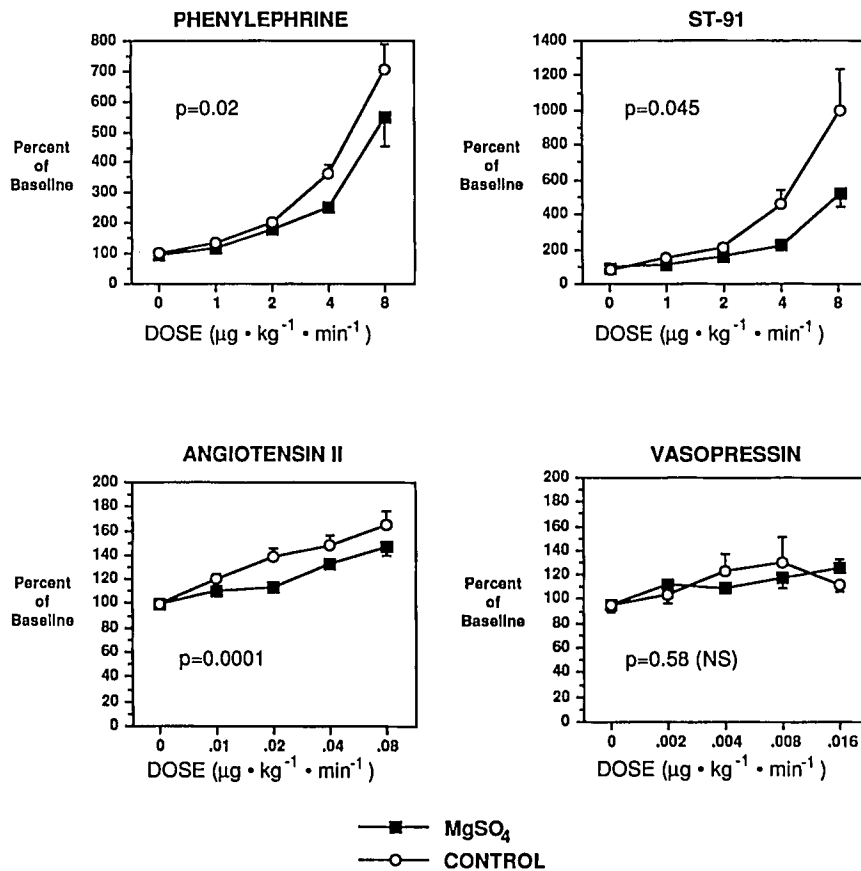 PHENYLEPHRINE
800
700
600
500
400
300
200
100
0
Percent
of
Baseline
p=0.02
0 1 2 4 8
DOSE (µg • kg⁻¹ • min⁻¹ )
ST-91
1400
1200
1000
800
600
400
200
0
Percent
of
Baseline
p=0.045
0 1 2 4 8
DOSE (µg • kg⁻¹ • min⁻¹ )
ANGIOTENSIN II
200
180
160
140
120
100
80
60
40
20
0
Percent
of
Baseline
p=0.0001
0 .01 .02 .04 .08
DOSE (µg • kg⁻¹ • min⁻¹ )
VASOPRESSIN
200
180
160
140
120
100
80
60
40
20
0
Percent
of
Baseline
p=0.58 (NS)
0 .002 .004 .008 .016
DOSE (µg • kg⁻¹ • min⁻¹ )
MgSO₄
CONTROL